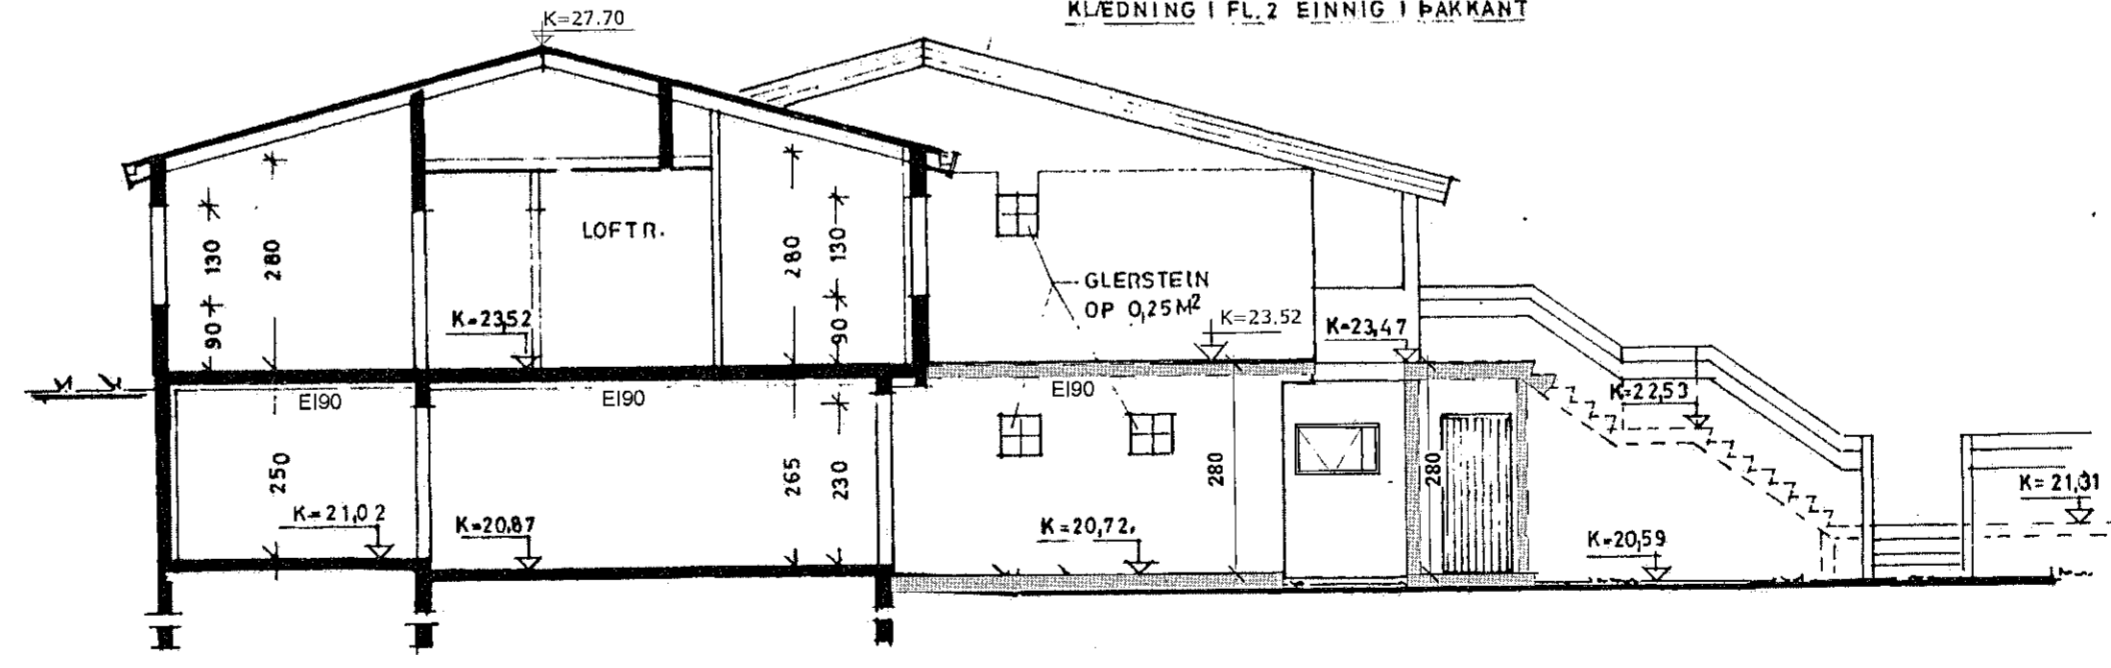 KLÆDNING Í FL.2 EINNIG Í ÞAKKANT
K=27.70
LOFTR.
130
280
90
280
130
90
GLERSTEIN
OP 0,25M²
K=23,52
K=23.52
K=23,47
EI90
EI90
EI90
K=22,53
250
265
230
280
280
K=21,02
K=20,87
K=20,72
K=20,59
K=21,31